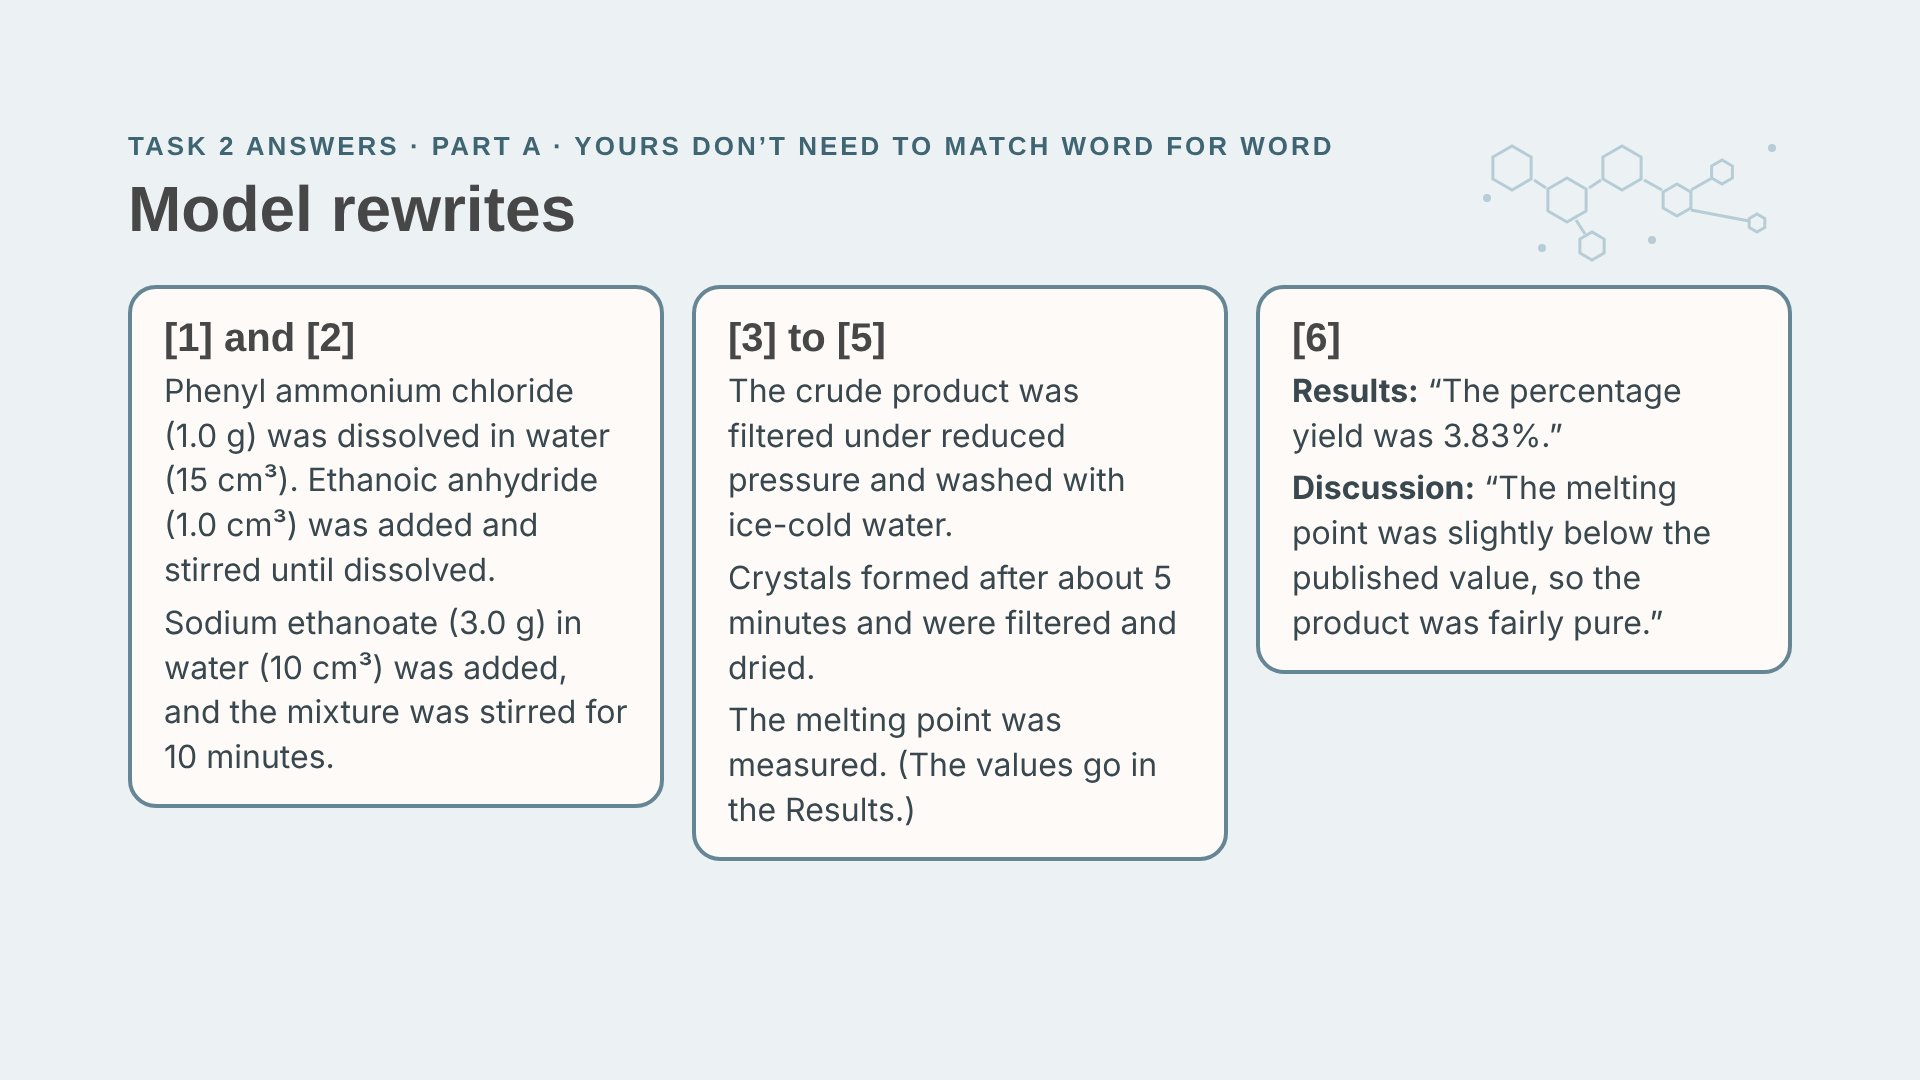 TASK 2 ANSWERS · PART A · YOURS DON’T NEED TO MATCH WORD FOR WORD
Model rewrites
[1] and [2]
Phenyl ammonium chloride
(1.0 g) was dissolved in water
(15 cm³). Ethanoic anhydride
(1.0 cm³) was added and
stirred until dissolved.
Sodium ethanoate (3.0 g) in
water (10 cm³) was added,
and the mixture was stirred for
10 minutes.
[3] to [5]
The crude product was
filtered under reduced
pressure and washed with
ice-cold water.
Crystals formed after about 5
minutes and were filtered and
dried.
The melting point was
measured. (The values go in
the Results.)
[6]
Results: “The percentage
yield was 3.83%.”
Discussion: “The melting
point was slightly below the
published value, so the
product was fairly pure.”